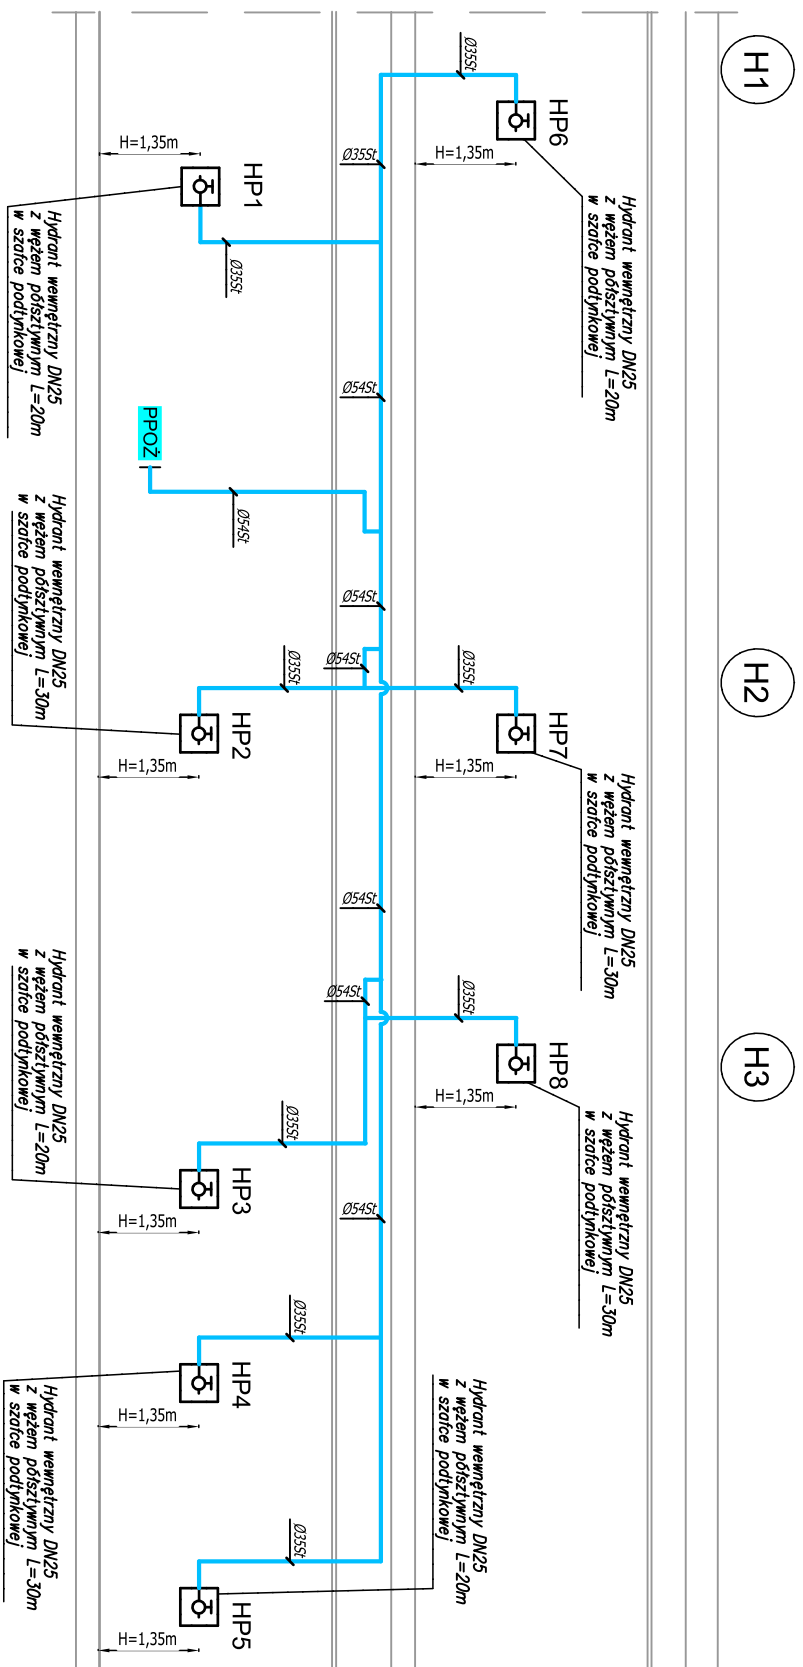 H1
H2
H3
HP6
Hydrant wewnętrzny DN25
z wężem półsztywnym L=20m
w szafce podtynkowej
HP7
Hydrant wewnętrzny DN25
z wężem półsztywnym L=30m
w szafce podtynkowej
HP8
Hydrant wewnętrzny DN25
z wężem półsztywnym L=30m
w szafce podtynkowej
Hydrant wewnętrzny DN25
z wężem półsztywnym L=20m
w szafce podtynkowej
Ø35St
Ø35St
Ø35St
H=1,35m
H=1,35m
H=1,35m
Ø35St
Ø54St
Ø54St
Ø54St
Ø54St
Ø54St
Ø54St
HP1
HP2
HP3
HP4
HP5
Ø35St
Ø54St
Ø35St
Ø35St
Ø35St
Ø35St
PPOŻ
H=1,35m
H=1,35m
H=1,35m
H=1,35m
H=1,35m
Hydrant wewnętrzny DN25
z wężem półsztywnym L=20m
w szafce podtynkowej
Hydrant wewnętrzny DN25
z wężem półsztywnym L=30m
w szafce podtynkowej
Hydrant wewnętrzny DN25
z wężem półsztywnym L=20m
w szafce podtynkowej
Hydrant wewnętrzny DN25
z wężem półsztywnym L=30m
w szafce podtynkowej